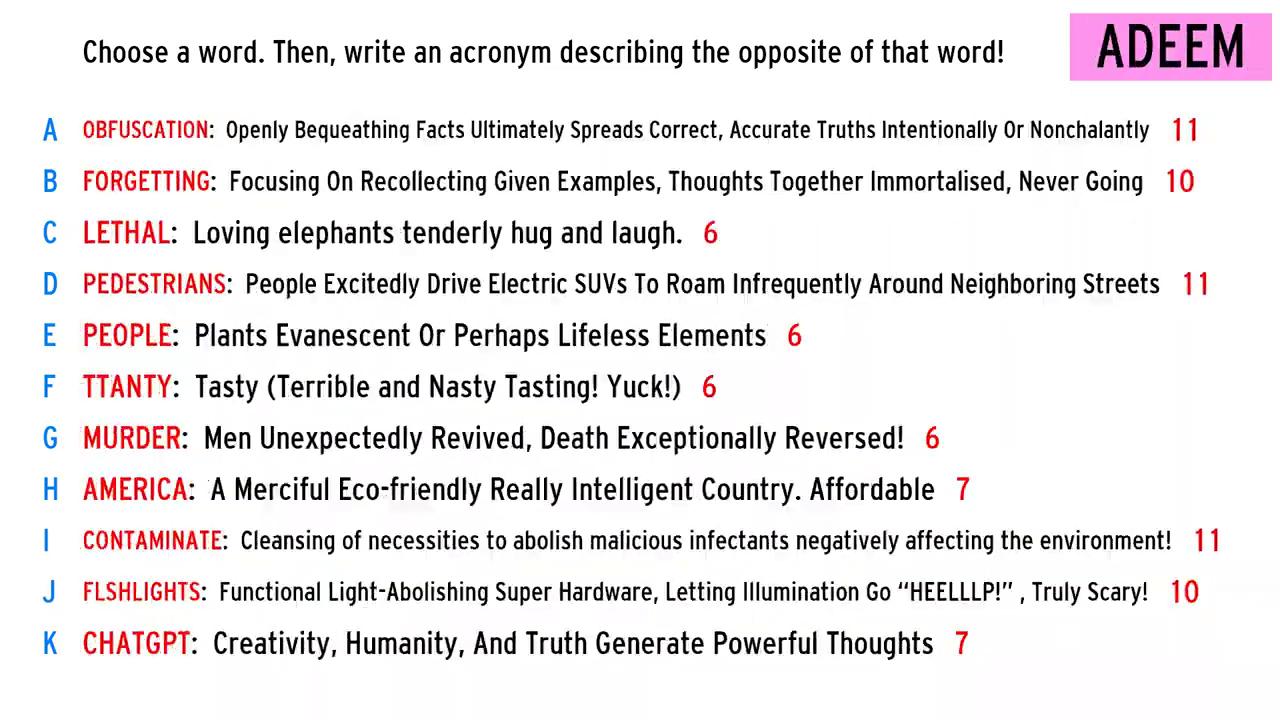 Choose a word. Then, write an acronym describing the opposite of that word!
ADEEM
A OBFUSCATION: Openly Bequeathing Facts Ultimately Spreads Correct, Accurate Truths Intentionally Or Nonchalantly 11
B FORGETTING: Focusing On Recollecting Given Examples, Thoughts Together Immortalised, Never Going 10
C LETHAL: Loving elephants tenderly hug and laugh. 6
D PEDESTRIANS: People Excitedly Drive Electric SUVs To Roam Infrequently Around Neighboring Streets 11
E PEOPLE: Plants Evanescent Or Perhaps Lifeless Elements 6
F TTANTY: Tasty (Terrible and Nasty Tasting! Yuck!) 6
G MURDER: Men Unexpectedly Revived, Death Exceptionally Reversed! 6
H AMERICA: A Merciful Eco-friendly Really Intelligent Country. Affordable 7
I CONTAMINATE: Cleansing of necessities to abolish malicious infectants negatively affecting the environment! 11
J FLSHLIGHTS: Functional Light-Abolishing Super Hardware, Letting Illumination Go “HEELLLP!” , Truly Scary! 10
K CHATGPT: Creativity, Humanity, And Truth Generate Powerful Thoughts 7